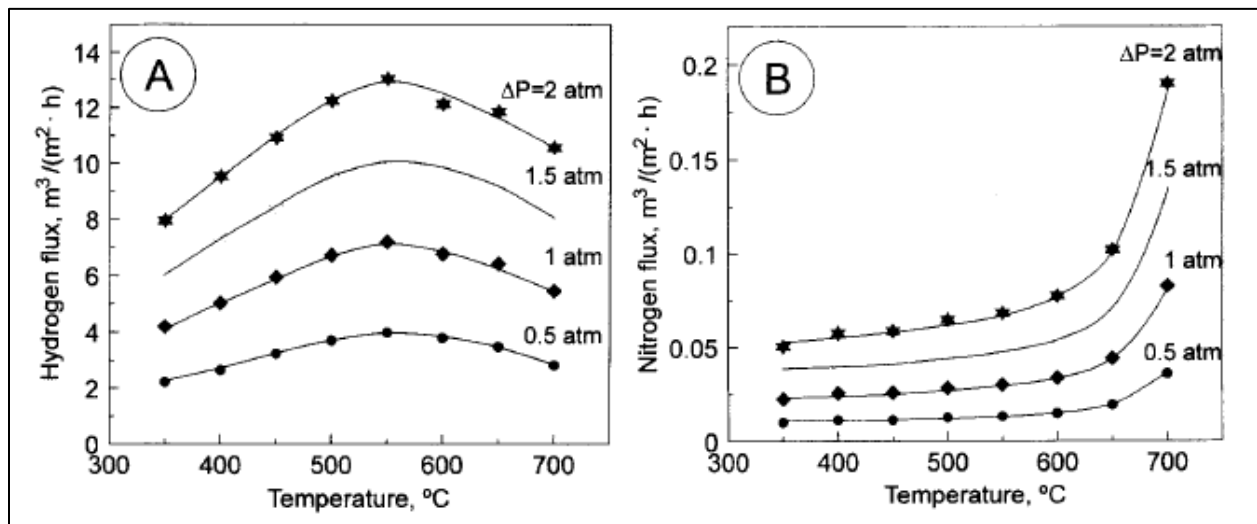 A
Hydrogen flux, m³/(m² · h)
14
12
10
8
6
4
2
0
ΔP=2 atm
1.5 atm
1 atm
0.5 atm
300 400 500 600 700
Temperature, ºC
B
Nitrogen flux, m³/(m² · h)
0.2
0.15
0.1
0.05
0
ΔP=2 atm
1.5 atm
1 atm
0.5 atm
300 400 500 600 700
Temperature, ºC